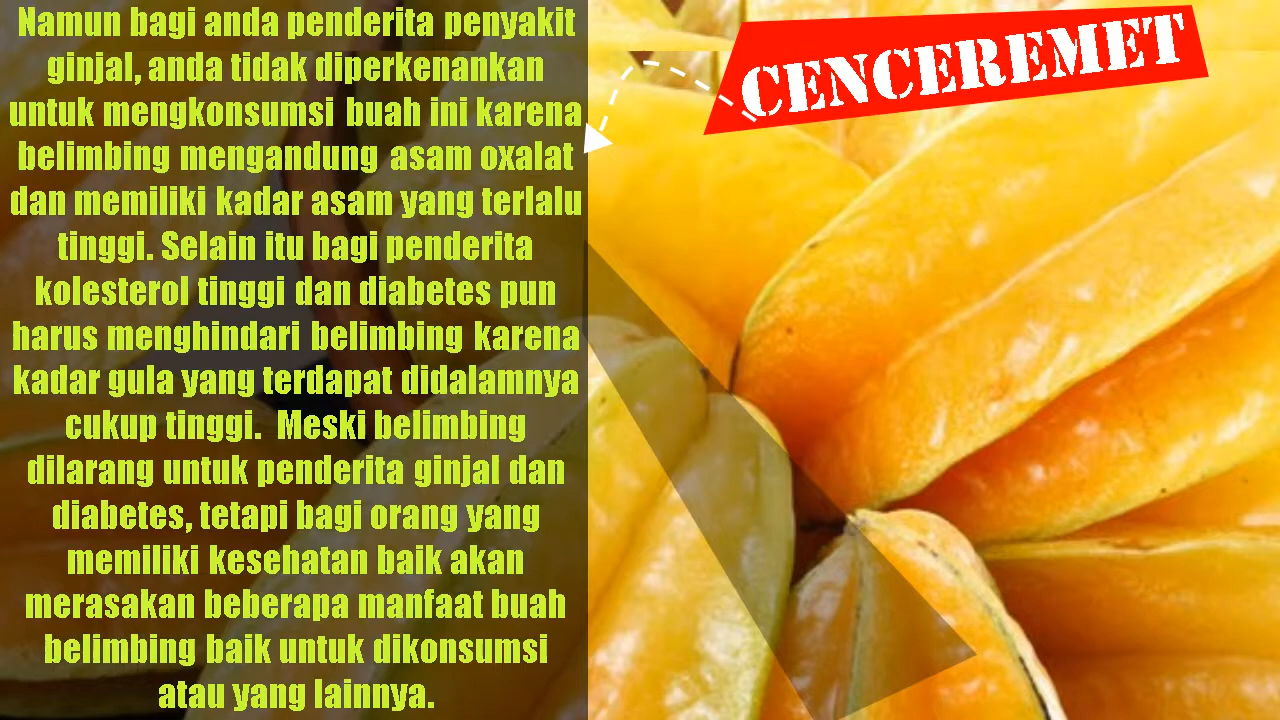 Namun bagi anda penderita penyakit
ginjal, anda tidak diperkenankan
untuk mengkonsumsi buah ini karena
belimbing mengandung asam oxalat
dan memiliki kadar asam yang terlalu
tinggi. Selain itu bagi penderita
kolesterol tinggi dan diabetes pun
harus menghindari belimbing karena
kadar gula yang terdapat didalamnya
cukup tinggi. Meski belimbing
dilarang untuk penderita ginjal dan
diabetes, tetapi bagi orang yang
memiliki kesehatan baik akan
merasakan beberapa manfaat buah
belimbing baik untuk dikonsumsi
atau yang lainnya.
CENCEREMET